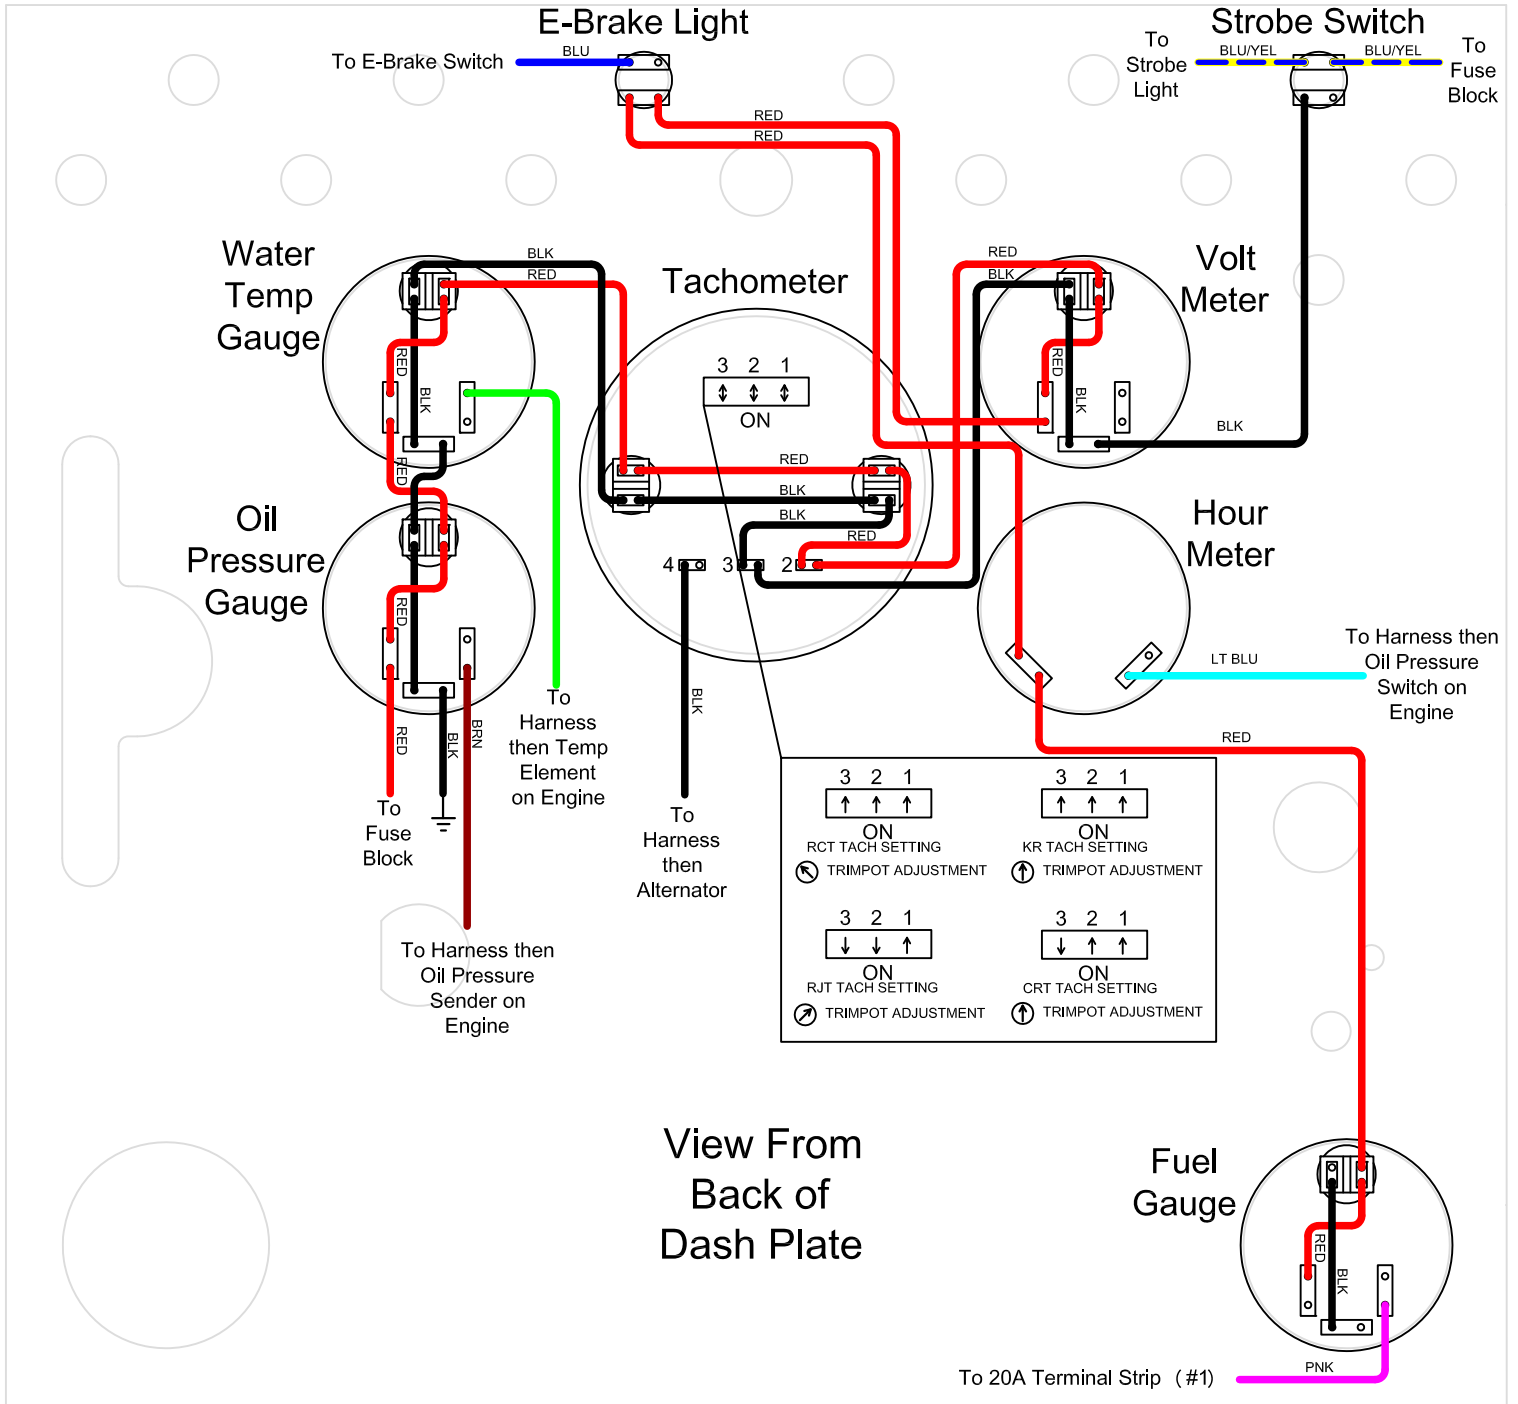 E-Brake Light
Strobe Switch
To E-Brake Switch
BLU
To
Strobe
Light
BLU/YEL
BLU/YEL
To
Fuse
Block
RED
RED
Water
Temp
Gauge
BLK
RED
Tachometer
RED
BLK
Volt
Meter
3 2 1
ON
RED
BLK
RED
BLK
BLK
RED
RED
BLK
BLK
RED
4
3
2
Oil
Pressure
Gauge
Hour
Meter
RED
RED
BLK
BRN
BLK
LT BLU
To Harness then
Oil Pressure
Switch on
Engine
RED
To
Harness
then Temp
Element
on Engine
To
Fuse
Block
To
Harness
then
Alternator
3 2 1
ON
RCT TACH SETTING
TRIMPOT ADJUSTMENT
3 2 1
ON
KR TACH SETTING
TRIMPOT ADJUSTMENT
3 2 1
ON
RJT TACH SETTING
TRIMPOT ADJUSTMENT
3 2 1
ON
CRT TACH SETTING
TRIMPOT ADJUSTMENT
To Harness then
Oil Pressure
Sender on
Engine
View From
Back of
Dash Plate
Fuel
Gauge
RED
BLK
PNK
To 20A Terminal Strip (#1)